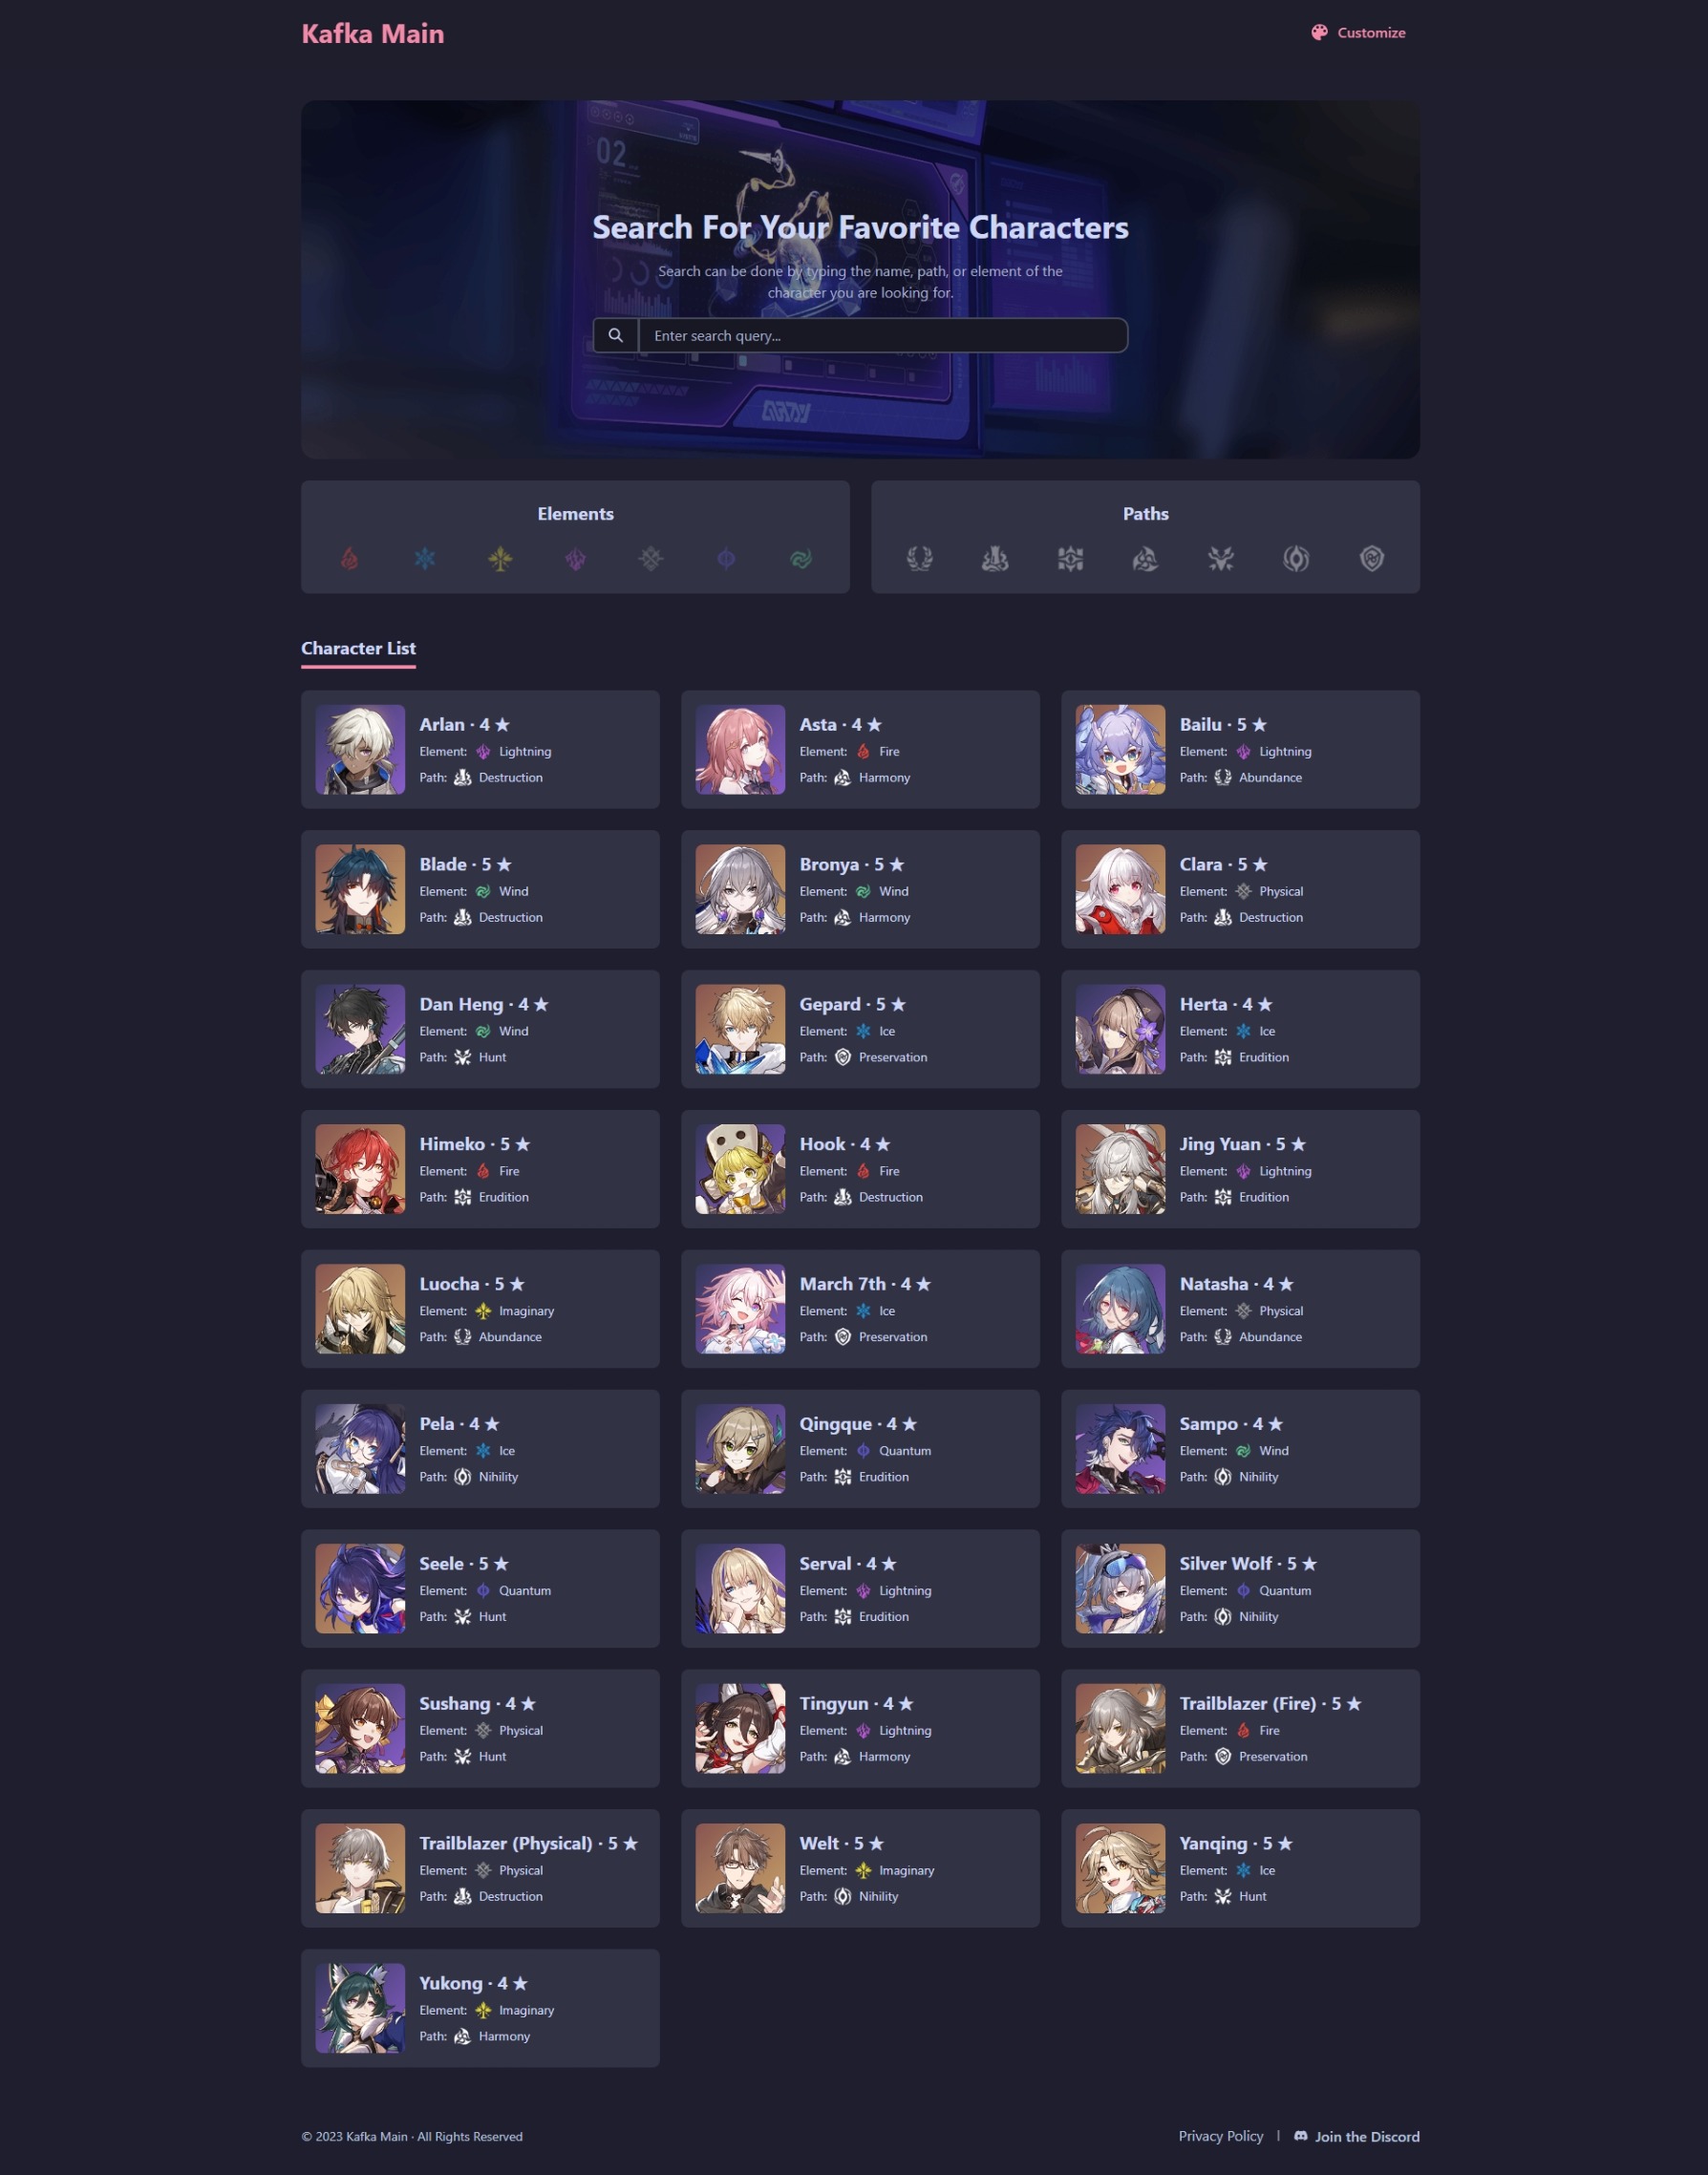 Kafka Main
Customize
02
Search For Your Favorite Characters
Search can be done by typing the name, path, or element of the
character you are looking for.
Enter search query...
Elements
Paths
Character List
Arlan · 4 ★
Element: Lightning
Path: Destruction
Asta · 4 ★
Element: Fire
Path: Harmony
Bailu · 5 ★
Element: Lightning
Path: Abundance
Blade · 5 ★
Element: Wind
Path: Destruction
Bronya · 5 ★
Element: Wind
Path: Harmony
Clara · 5 ★
Element: Physical
Path: Destruction
Dan Heng · 4 ★
Element: Wind
Path: Hunt
Gepard · 5 ★
Element: Ice
Path: Preservation
Herta · 4 ★
Element: Ice
Path: Erudition
Himeko · 5 ★
Element: Fire
Path: Erudition
Hook · 4 ★
Element: Fire
Path: Destruction
Jing Yuan · 5 ★
Element: Lightning
Path: Erudition
Luocha · 5 ★
Element: Imaginary
Path: Abundance
March 7th · 4 ★
Element: Ice
Path: Preservation
Natasha · 4 ★
Element: Physical
Path: Abundance
Pela · 4 ★
Element: Ice
Path: Nihility
Qingque · 4 ★
Element: Quantum
Path: Erudition
Sampo · 4 ★
Element: Wind
Path: Nihility
Seele · 5 ★
Element: Quantum
Path: Hunt
Serval · 4 ★
Element: Lightning
Path: Erudition
Silver Wolf · 5 ★
Element: Quantum
Path: Nihility
Sushang · 4 ★
Element: Physical
Path: Hunt
Tingyun · 4 ★
Element: Lightning
Path: Harmony
Trailblazer (Fire) · 5 ★
Element: Fire
Path: Preservation
Trailblazer (Physical) · 5 ★
Element: Physical
Path: Destruction
Welt · 5 ★
Element: Imaginary
Path: Nihility
Yanqing · 5 ★
Element: Ice
Path: Hunt
Yukong · 4 ★
Element: Imaginary
Path: Harmony
© 2023 Kafka Main · All Rights Reserved
Privacy Policy | Join the Discord